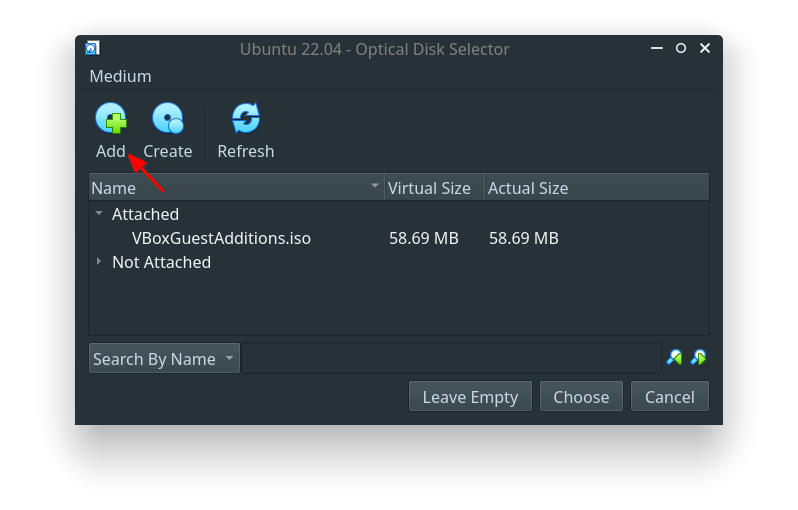 Ubuntu 22.04 - Optical Disk Selector
Medium
Add Create Refresh
Name Virtual Size Actual Size
Attached
VBoxGuestAdditions.iso 58.69 MB 58.69 MB
Not Attached
Search By Name
Leave Empty Choose Cancel